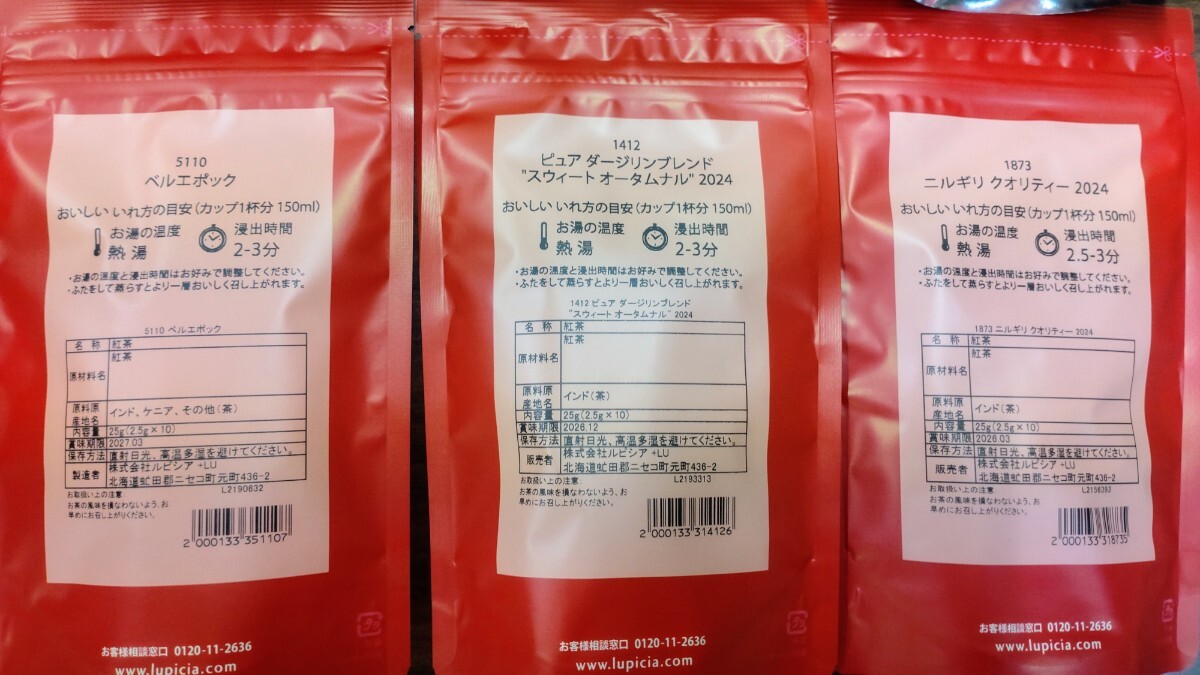 5110
ベルエポック
おいしい いれ方の目安(カップ1杯分 150ml)
お湯の温度
熱湯
浸出時間
2-3分
・お湯の温度と浸出時間はお好みで調整してください。
・ふたをして蒸らすとより一層おいしく召し上がれます。
5110 ベルエポック
名 称 紅茶
原材料名 紅茶
原料原産地名 インド、ケニア、その他(茶)
内容量 25g(2.5g×10)
賞味期限 2027.03
保存方法 直射日光、高温多湿を避けてください。
製造者 株式会社ルピシア +LU
北海道虻田郡ニセコ町元町436-2
L2190632
お取扱い上の注意
お茶の風味を損なわないよう、お
早めにお召し上がりください。
2 000133 351107
お客様相談窓口 0120-11-2636
www.lupicia.com
1412
ピュア ダージリンブレンド
"スウィート オータムナル" 2024
おいしい いれ方の目安(カップ1杯分 150ml)
お湯の温度
熱湯
浸出時間
2-3分
・お湯の温度と浸出時間はお好みで調整してください。
・ふたをして蒸らすとより一層おいしく召し上がれます。
1412 ピュア ダージリンブレンド
"スウィート オータムナル" 2024
名 称 紅茶
原材料名 紅茶
原料原産地名 インド(茶)
内容量 25g(2.5g×10)
賞味期限 2026.12
保存方法 直射日光、高温多湿を避けてください。
販売者 株式会社ルピシア +LU
北海道虻田郡ニセコ町元町436-2
L2193313
お取扱い上の注意
お茶の風味を損なわないよう、お
早めにお召し上がりください。
2 000133 314126
お客様相談窓口 0120-11-2636
www.lupicia.com
1873
ニルギリ クオリティー 2024
おいしい いれ方の目安(カップ1杯分 150ml)
お湯の温度
熱湯
浸出時間
2.5-3分
・お湯の温度と浸出時間はお好みで調整してください。
・ふたをして蒸らすとより一層おいしく召し上がれます。
1873 ニルギリ クオリティー 2024
名 称 紅茶
原材料名 紅茶
原料原産地名 インド(茶)
内容量 25g(2.5g×10)
賞味期限 2026.03
保存方法 直射日光、高温多湿を避けてください。
販売者 株式会社ルピシア +LU
北海道虻田郡ニセコ町元町436-2
L2156393
お取扱い上の注意
お茶の風味を損なわないよう、お
早めにお召し上がりください。
2 000133 318735
お客様相談窓口 0120-11-2636
www.lupicia.com